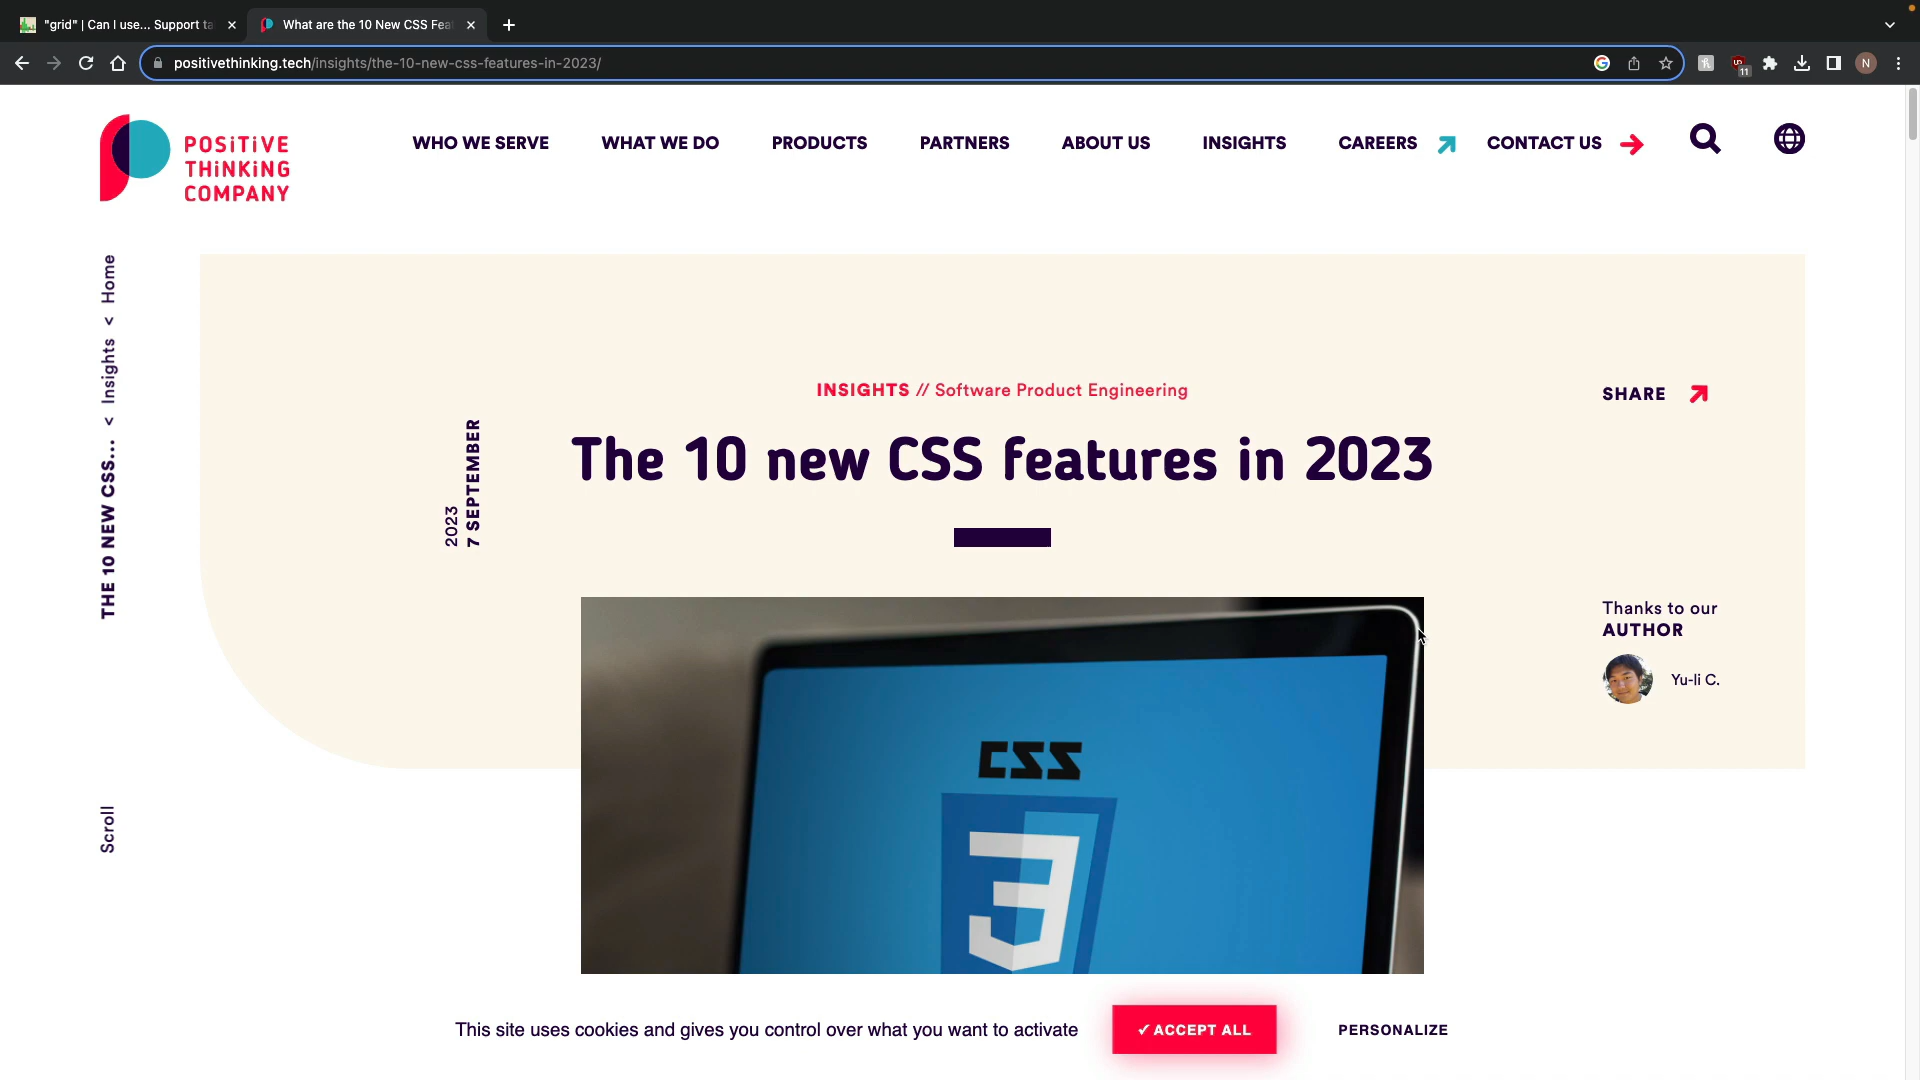 "grid" | Can I use... Support ta
What are the 10 New CSS Fea
positivethinking.tech/insights/the-10-new-css-features-in-2023/
11
N
POSiTiVE
THiNKiNG
COMPANY
WHO WE SERVE
WHAT WE DO
PRODUCTS
PARTNERS
ABOUT US
INSIGHTS
CAREERS
CONTACT US
THE 10 NEW CSS... < Insights < Home
INSIGHTS // Software Product Engineering
SHARE
2023
7 SEPTEMBER
The 10 new CSS features in 2023
Thanks to our
AUTHOR
Yu-li C.
CSS
3
Scroll
This site uses cookies and gives you control over what you want to activate
✓ ACCEPT ALL
PERSONALIZE